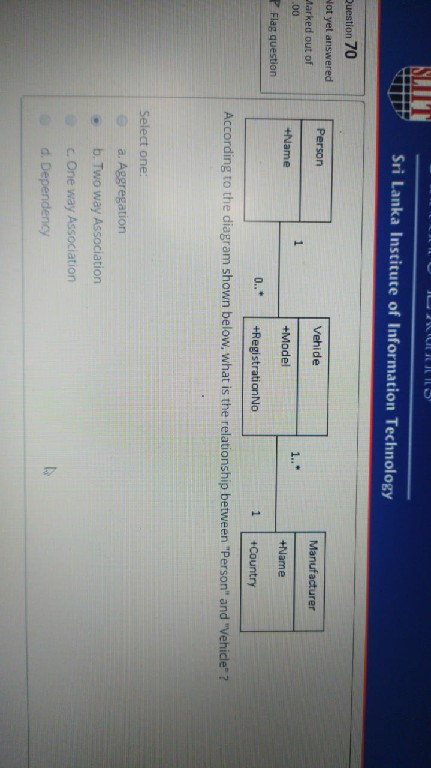 SLIIT
Sri Lanka Institute of Information Technology
Question 70
Not yet answered
Marked out of
.00
Flag question
Person
+Name
1
0..*
Vehicle
+Model
+RegistrationNo
1..*
1
Manufacturer
+Name
+Country
According to the diagram shown below, what is the relationship between "Person" and "Vehicle" ?
Select one:
a. Aggregation
b. Two way Association
c. One way Association
d. Dependency